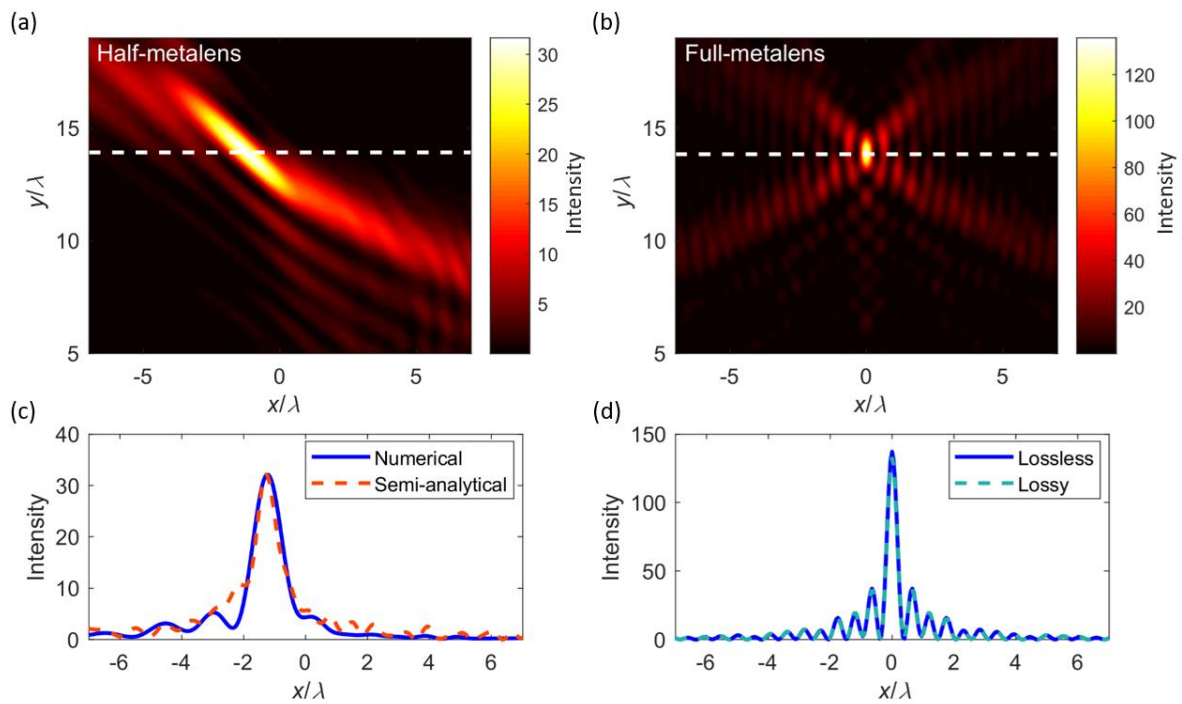 (a)
Half-metalens
15
10
5
y/λ
-5
0
5
x/λ
30
25
20
15
10
5
Intensity
(b)
Full-metalens
15
10
5
y/λ
-5
0
5
x/λ
120
100
80
60
40
20
Intensity
(c)
40
30
20
10
0
Intensity
-6
-4
-2
0
2
4
6
x/λ
Numerical
Semi-analytical
(d)
150
100
50
0
Intensity
-6
-4
-2
0
2
4
6
x/λ
Lossless
Lossy